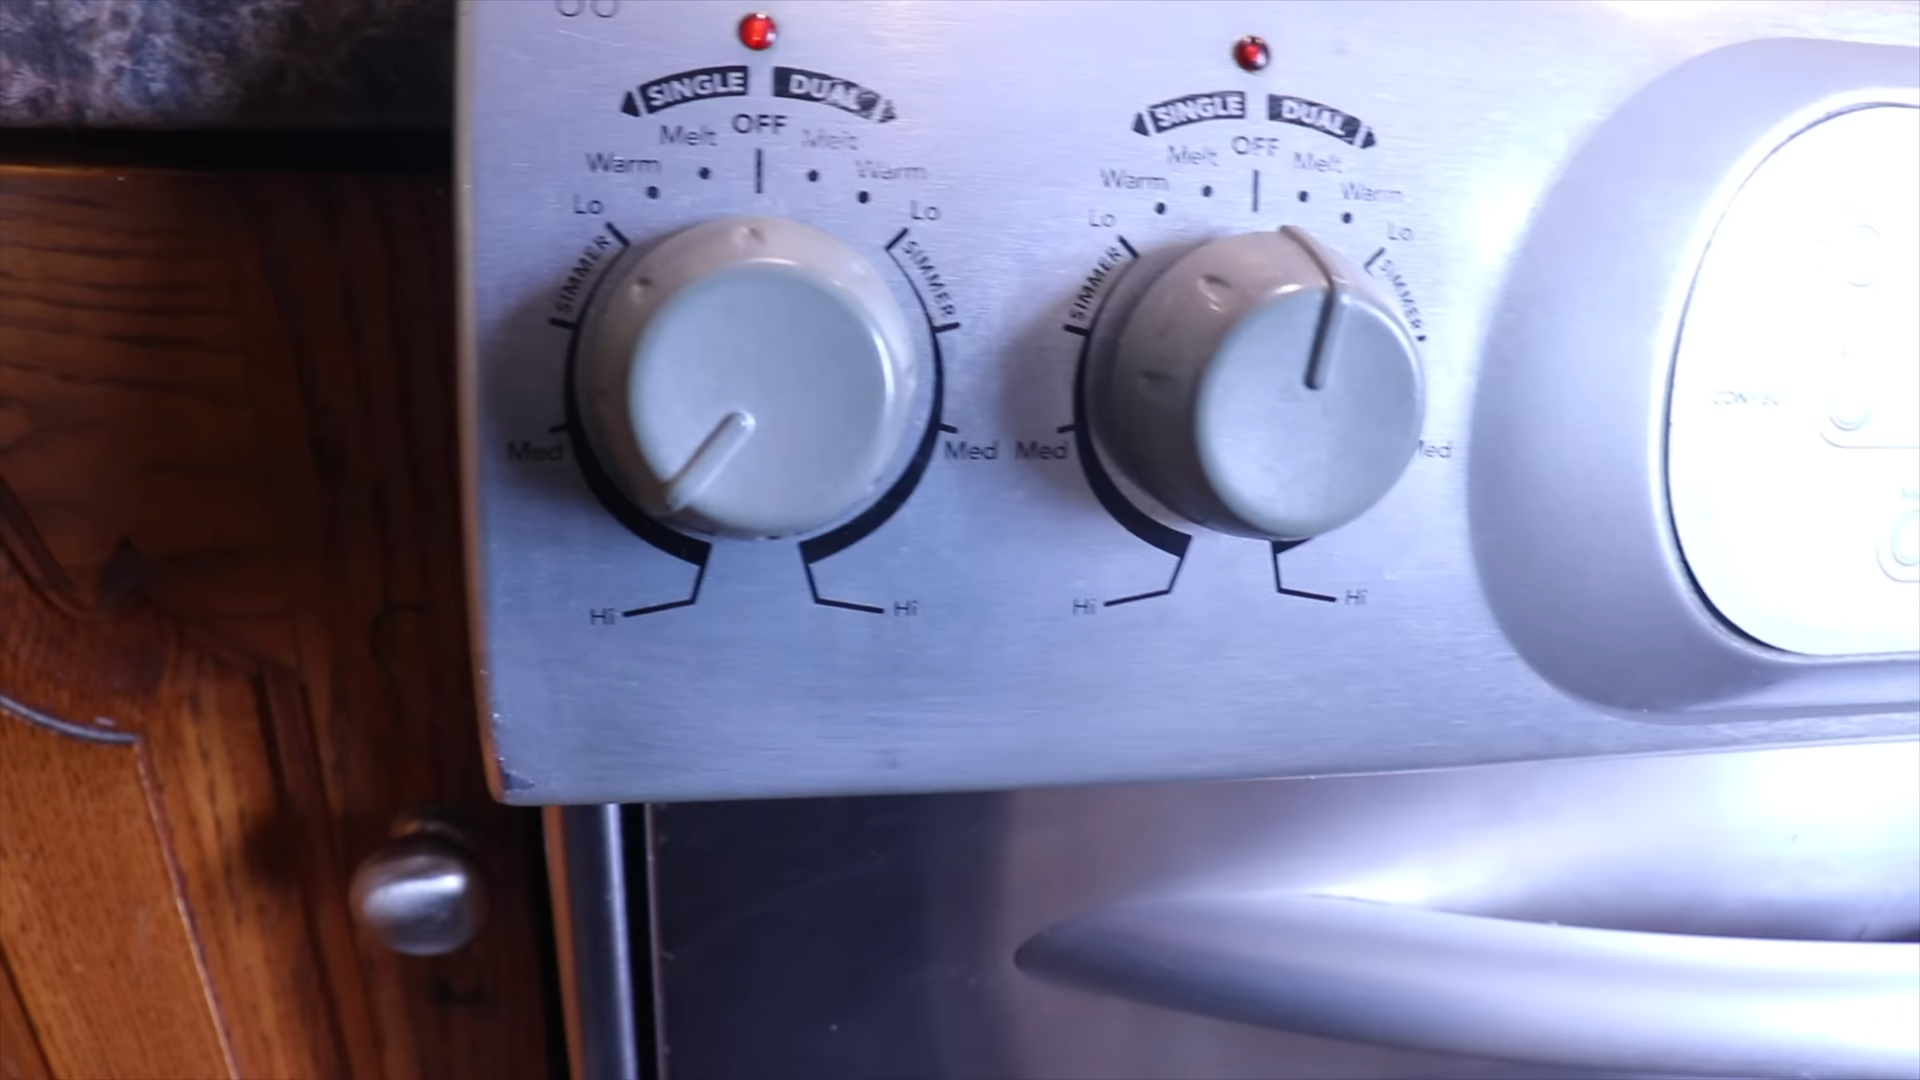 SINGLE DUAL
OFF
Melt Melt
Warm Warm
Lo Lo
SIMMER SIMMER
Med Med
Hi Hi
SINGLE DUAL
OFF
Melt Melt
Warm Warm
Lo Lo
SIMMER SIMMER
Med
Hi Hi